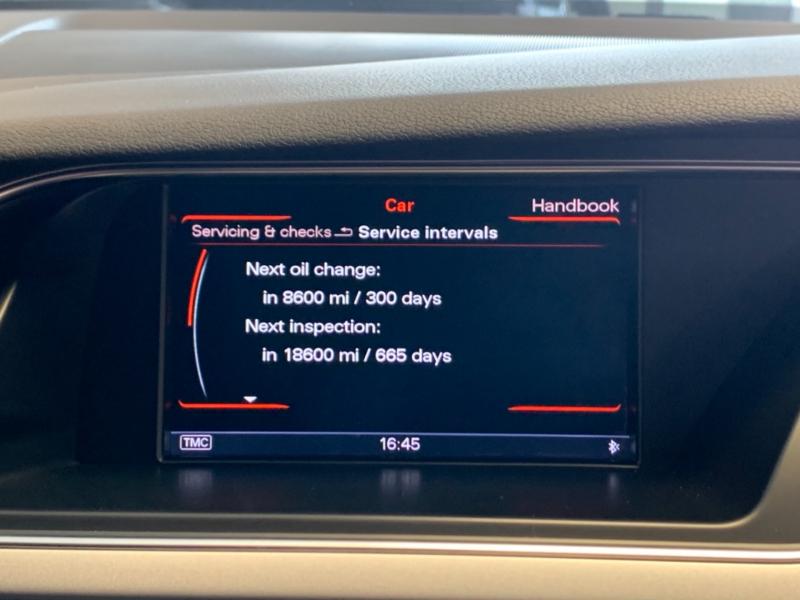 Car
Handbook
Servicing & checks Service intervals
Next oil change:
in 8600 mi / 300 days
Next inspection:
in 18600 mi / 665 days
TMC
16:45